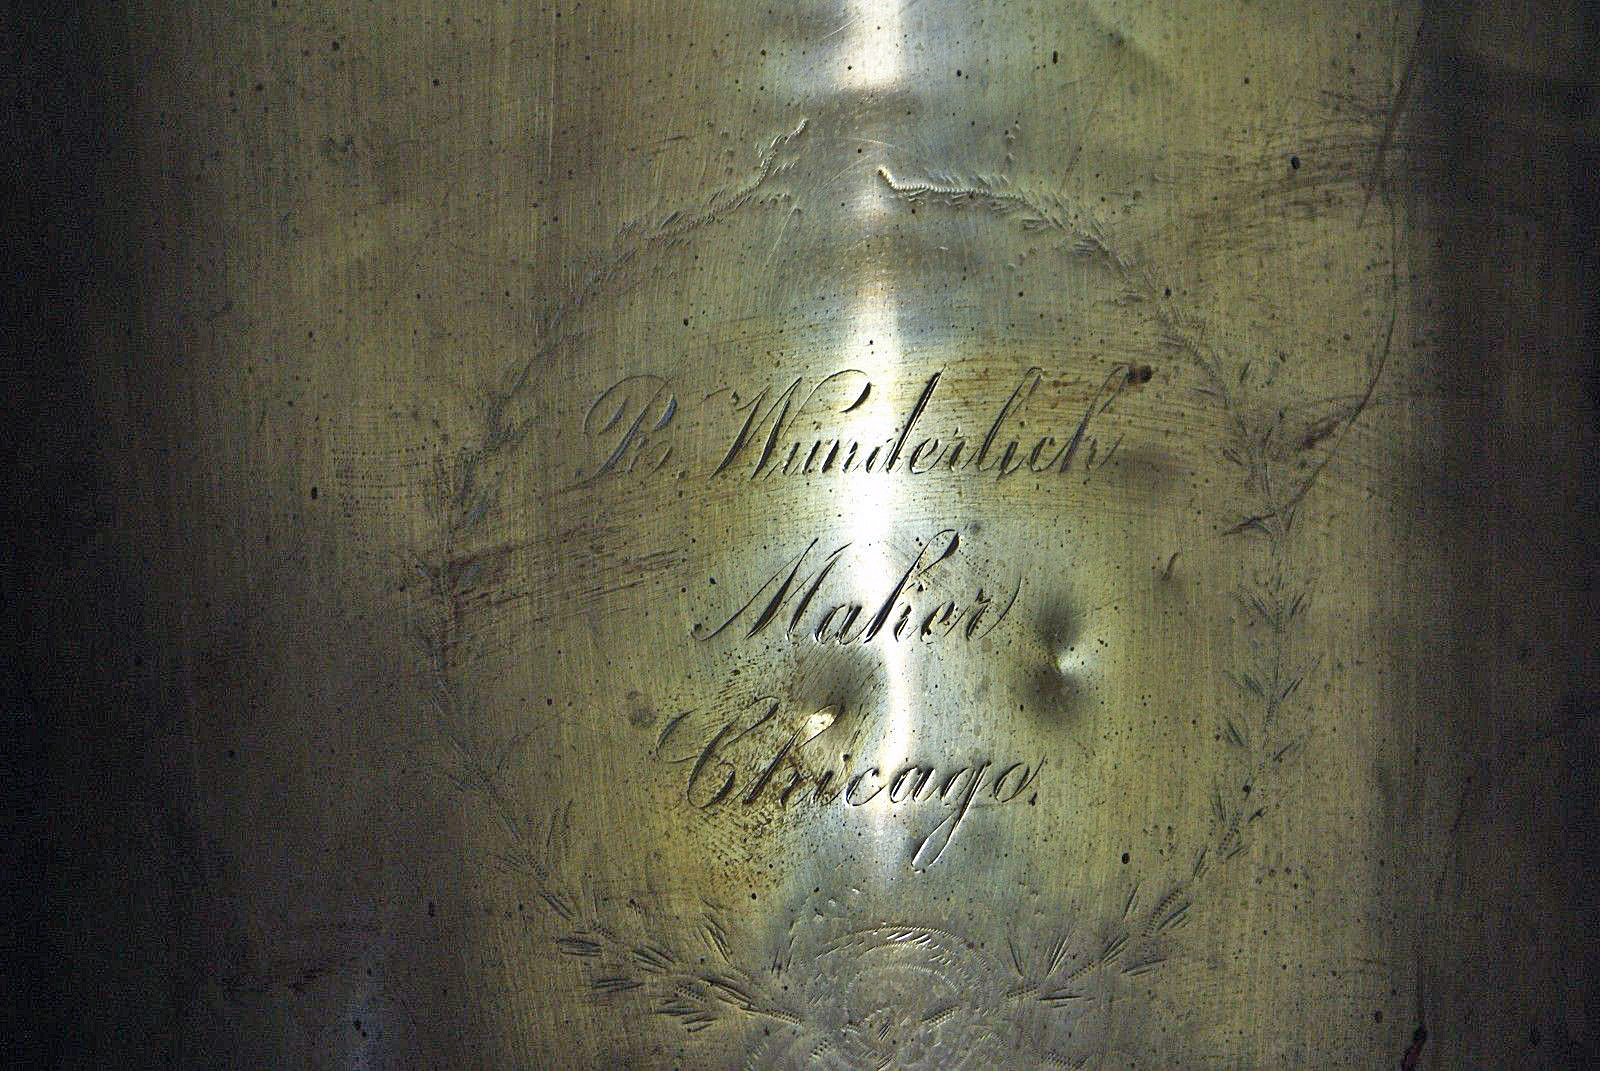 R. Wunderlich
Maker
Chicago.